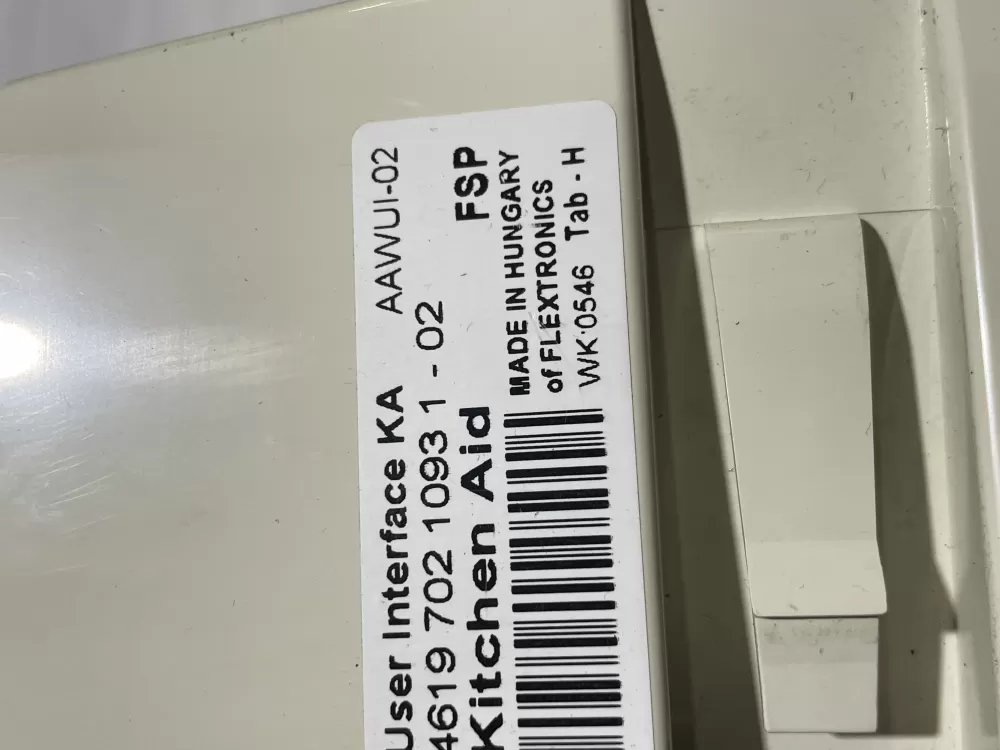 User Interface KA AAWUI-02
4619 702 1093 1 - 02
Kitchen Aid FSP
MADE IN HUNGARY
of FLEXTRONICS
WK 0546 Tab - H